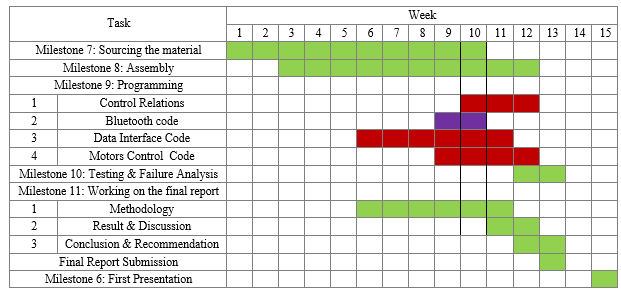 Task
Week
1 2 3 4 5 6 7 8 9 10 11 12 13 14 15
Milestone 7: Sourcing the material
Milestone 8: Assembly
Milestone 9: Programming
1 Control Relations
2 Bluetooth code
3 Data Interface Code
4 Motors Control Code
Milestone 10: Testing & Failure Analysis
Milestone 11: Working on the final report
1 Methodology
2 Result & Discussion
3 Conclusion & Recommendation
Final Report Submission
Milestone 6: First Presentation